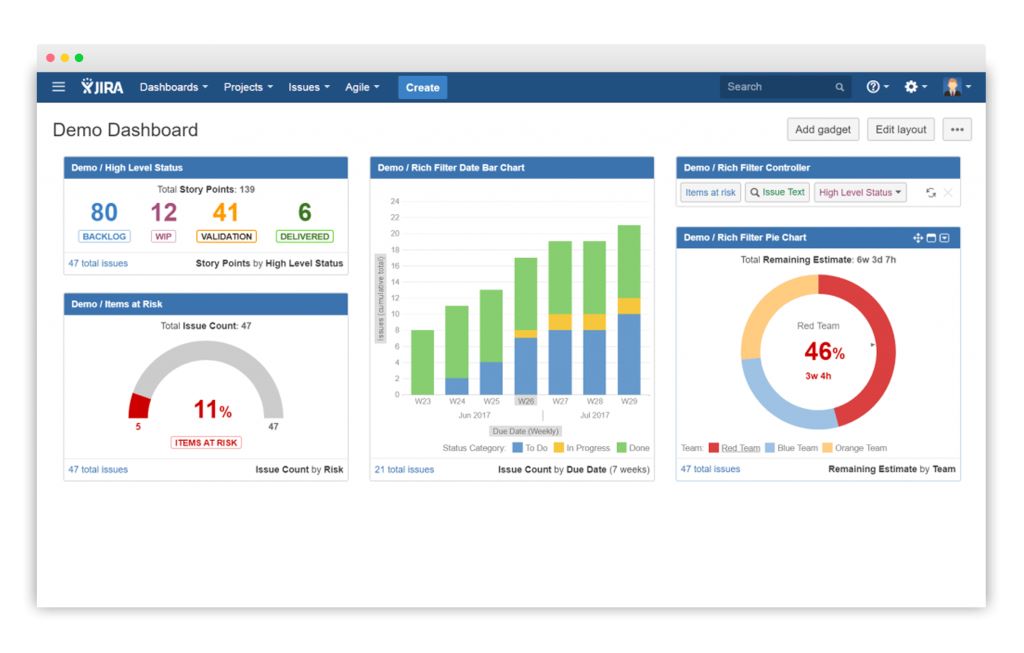 JIRA Dashboards Projects Issues Agile Create Search
Demo Dashboard
Add gadget Edit layout
Demo / High Level Status
Total Story Points: 139
80 12 41 6
BACKLOG WIP VALIDATION DELIVERED
47 total issues Story Points by High Level Status
Demo / Items at Risk
Total Issue Count: 47
11%
5 47
ITEMS AT RISK
47 total issues Issue Count by Risk
Demo / Rich Filter Date Bar Chart
Issues (cumulative total)
24
22
20
18
16
14
12
10
8
6
4
2
0
W23 W24 W25 W26 W27 W28 W29
Jun 2017 Jul 2017
Due Date (Weekly)
Status Category: To Do In Progress Done
21 total issues Issue Count by Due Date (7 weeks)
Demo / Rich Filter Controller
Items at risk Issue Text High Level Status
Demo / Rich Filter Pie Chart
Total Remaining Estimate: 6w 3d 7h
Red Team
46%
3w 4h
Team: Red Team Blue Team Orange Team
47 total issues Remaining Estimate by Team